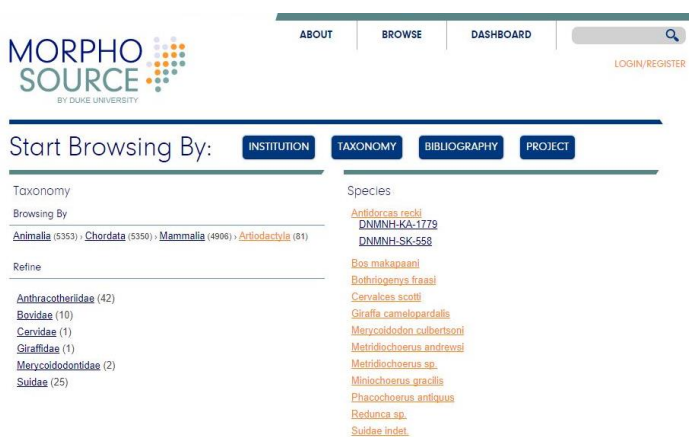 ABOUT
BROWSE
DASHBOARD
MORPHO
SOURCE
BY DUKE UNIVERSITY
LOGIN/REGISTER
Start Browsing By:
INSTITUTION
TAXONOMY
BIBLIOGRAPHY
PROJECT
Taxonomy
Browsing By
Animalia (5353) › Chordata (5350) › Mammalia (4906) › Artiodactyla (81)
Refine
Anthracotheriidae (42)
Bovidae (10)
Cervidae (1)
Giraffidae (1)
Merycoidodontidae (2)
Suidae (25)
Species
Antidorcas recki
DNMNH-KA-1779
DNMNH-SK-558
Bos makapaani
Bothriogenys fraasi
Cervalces scotti
Giraffa camelopardalis
Merycoidodon culbertsoni
Metridiochoerus andrewsi
Metridiochoerus sp.
Miniochoerus gracilis
Phacochoerus antiquus
Redunca sp.
Suidae indet.